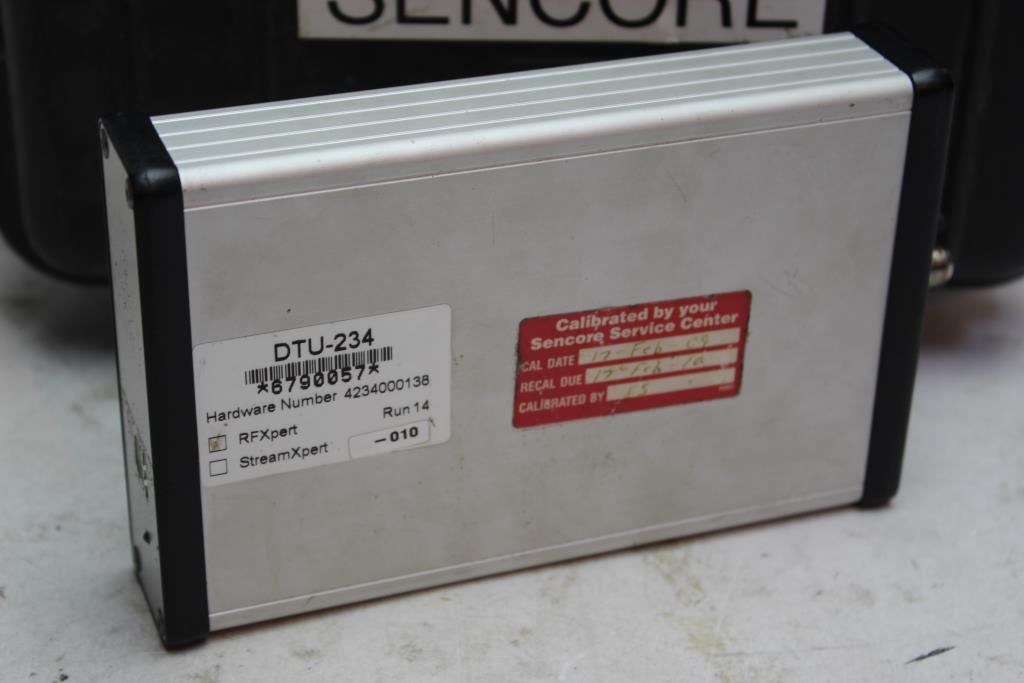 SENCORE
DTU-234
*6790057*
Hardware Number 4234000138
Run 14
RFXpert
-010
StreamXpert
Calibrated by your
Sencore Service Center
CAL DATE 17-Feb-09
RECAL DUE 17-Feb-10
CALIBRATED BY